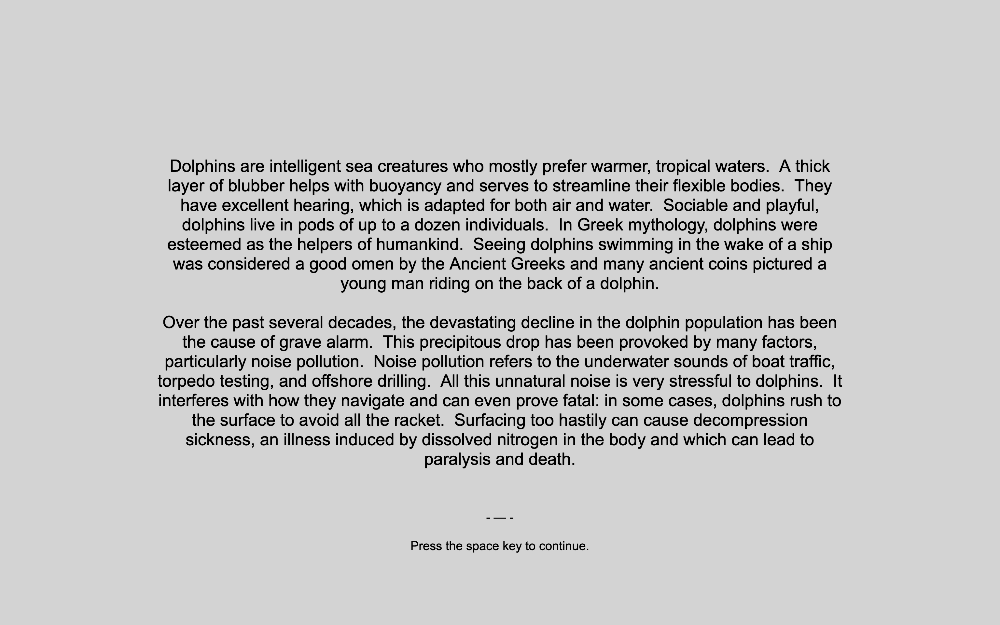 Dolphins are intelligent sea creatures who mostly prefer warmer, tropical waters.  A thick
layer of blubber helps with buoyancy and serves to streamline their flexible bodies.  They
have excellent hearing, which is adapted for both air and water.  Sociable and playful,
dolphins live in pods of up to a dozen individuals.  In Greek mythology, dolphins were
esteemed as the helpers of humankind.  Seeing dolphins swimming in the wake of a ship
was considered a good omen by the Ancient Greeks and many ancient coins pictured a
young man riding on the back of a dolphin.
Over the past several decades, the devastating decline in the dolphin population has been
the cause of grave alarm.  This precipitous drop has been provoked by many factors,
particularly noise pollution.  Noise pollution refers to the underwater sounds of boat traffic,
torpedo testing, and offshore drilling.  All this unnatural noise is very stressful to dolphins.  It
interferes with how they navigate and can even prove fatal: in some cases, dolphins rush to
the surface to avoid all the racket.  Surfacing too hastily can cause decompression
sickness, an illness induced by dissolved nitrogen in the body and which can lead to
paralysis and death.
- — -
Press the space key to continue.